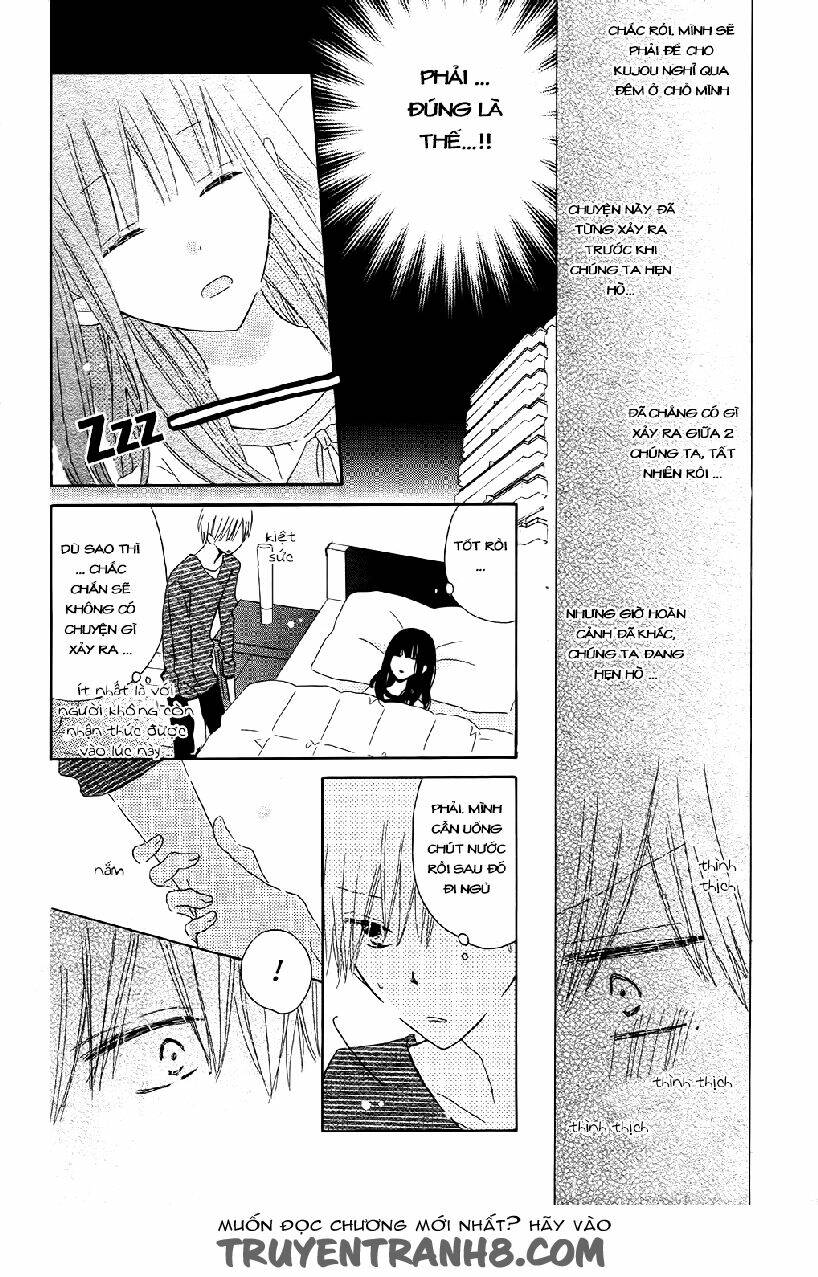 CHẮC RỒI, MÌNH SẼ
PHẢI ĐỂ CHO
KUJOU NGHỈ QUA
ĐÊM Ở CHỖ MÌNH
CHUYỆN NÀY ĐÃ
TỪNG XẢY RA
TRƯỚC KHI
CHÚNG TA HẸN
HÒ...
ĐÃ CHẲNG CÓ GÌ
XẢY RA GIỮA 2
CHÚNG TA, TẤT
NHIÊN RỒI ...
NHƯNG GIỜ HOÀN
CẢNH ĐÃ KHÁC,
CHÚNG TA ĐANG
HẸN HÒ ...
thình
thịch
thình thịch
thình thịch
PHẢI ...
ĐÚNG LÀ
THẾ...!!
Zzz
TỐT RỒI
...
kiệt
sức
DÙ SAO THÌ
... CHẮC
CHẮN SẼ
KHÔNG CÓ
CHUYỆN GÌ
XẢY RA ...
Ít nhất là với
người không còn
nhận thức được
vào lúc này ...
PHẢI. MÌNH
CẦN UỐNG
CHÚT NƯỚC
RỒI SAU ĐÓ
ĐI NGỦ
nắm
!
MUỐN ĐỌC CHƯƠNG MỚI NHẤT? HÃY VÀO
TRUYENTRANH8.COM